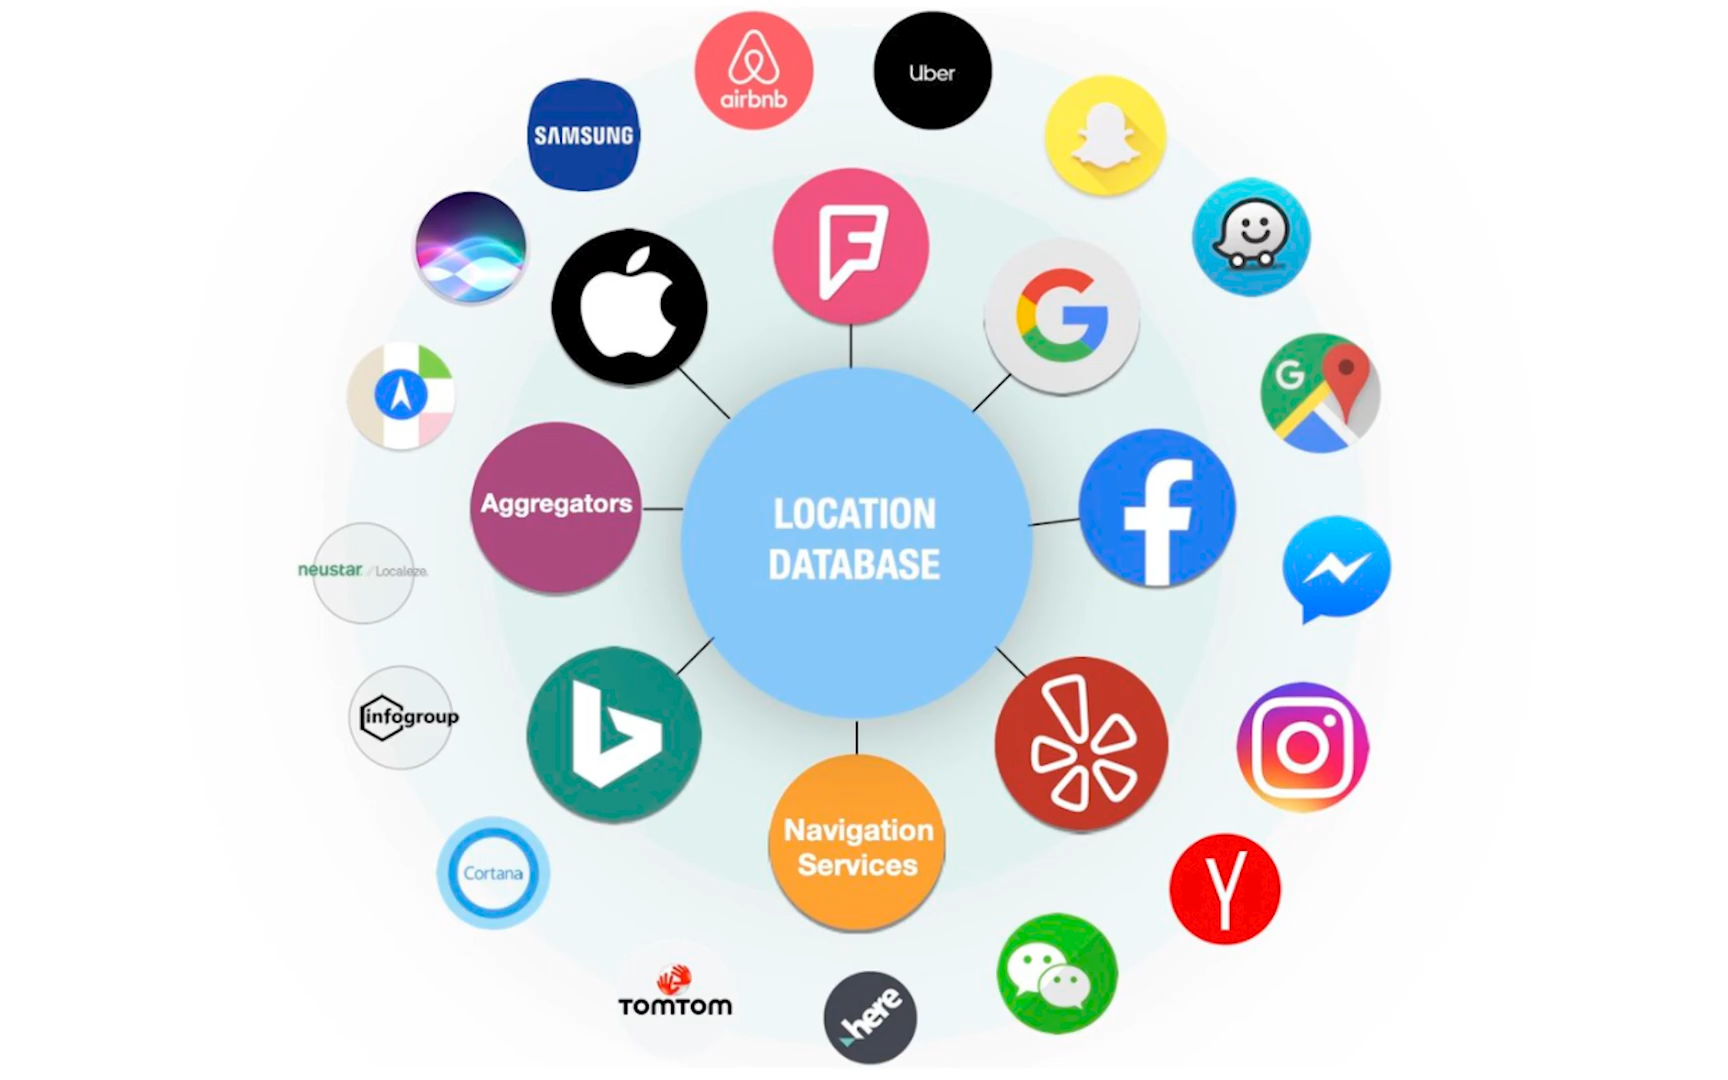 airbnb
Uber
SAMSUNG
G
G
Aggregators
LOCATION
DATABASE
f
neustar / Localeze.
infogroup
b
Navigation
Services
Cortana
Y
TOMTOM
here